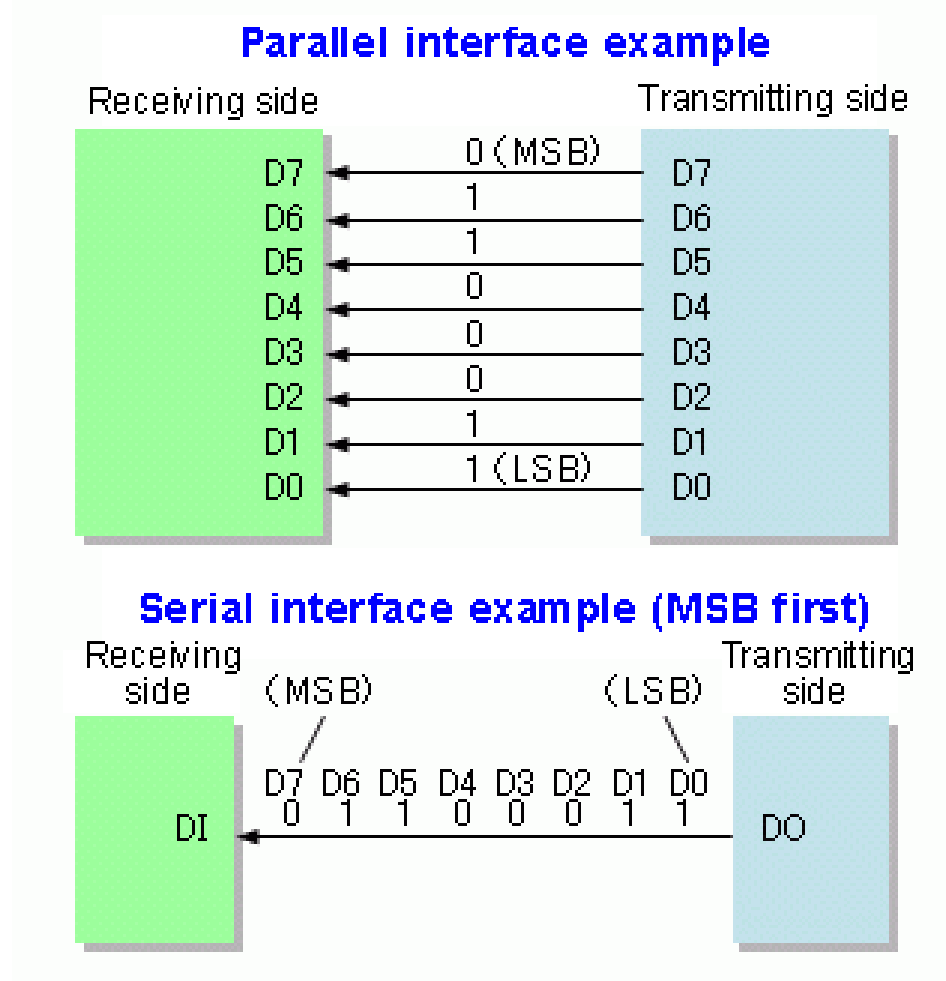 Parallel interface example
Receiving side
Transmitting side
D7 0 (MSB) D7
D6 1 D6
D5 1 D5
D4 0 D4
D3 0 D3
D2 0 D2
D1 1 D1
D0 1 (LSB) D0
Serial interface example (MSB first)
Receiving
side
Transmitting
side
(MSB) (LSB)
D7 D6 D5 D4 D3 D2 D1 D0
0 1 1 0 0 0 1 1
DI DO